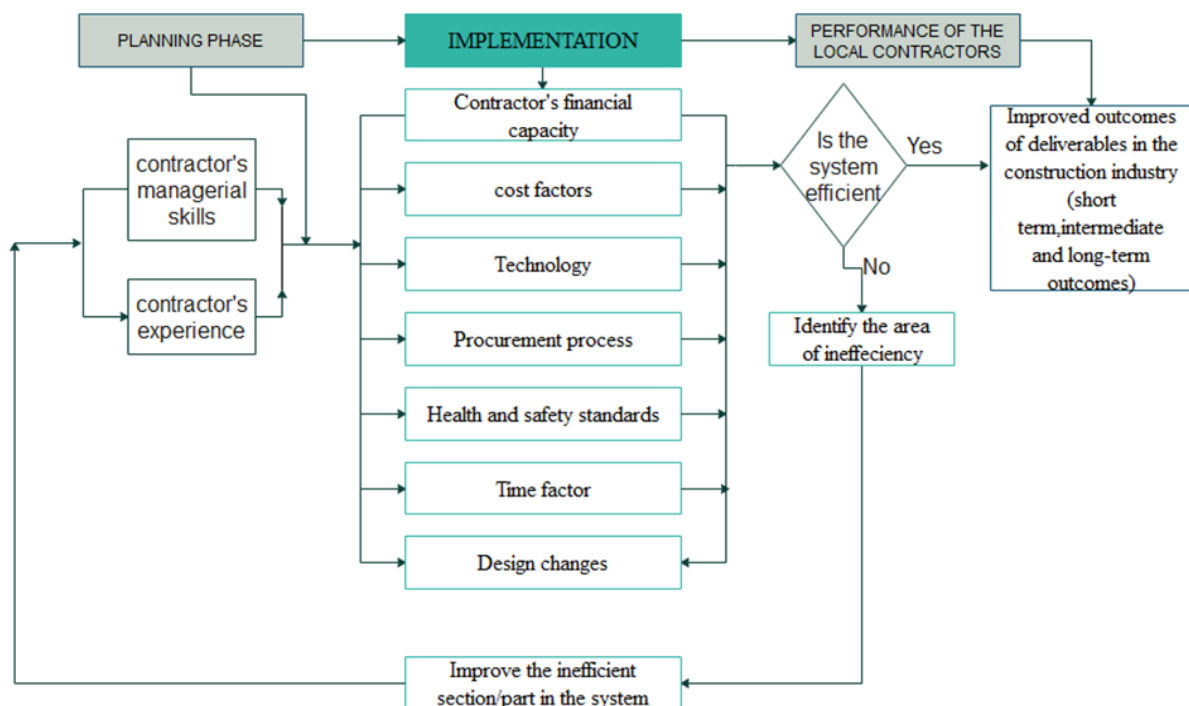 PLANNING PHASE
IMPLEMENTATION
PERFORMANCE OF THE
LOCAL CONTRACTORS
contractor's
managerial
skills
contractor's
experience
Contractor's financial
capacity
cost factors
Technology
Procurement process
Health and safety standards
Time factor
Design changes
Is the
system
efficient
Yes
No
Improved outcomes
of deliverables in the
construction industry
(short
term,intermediate
and long-term
outcomes)
Identify the area
of ineffeciency
Improve the inefficient
section/part in the system